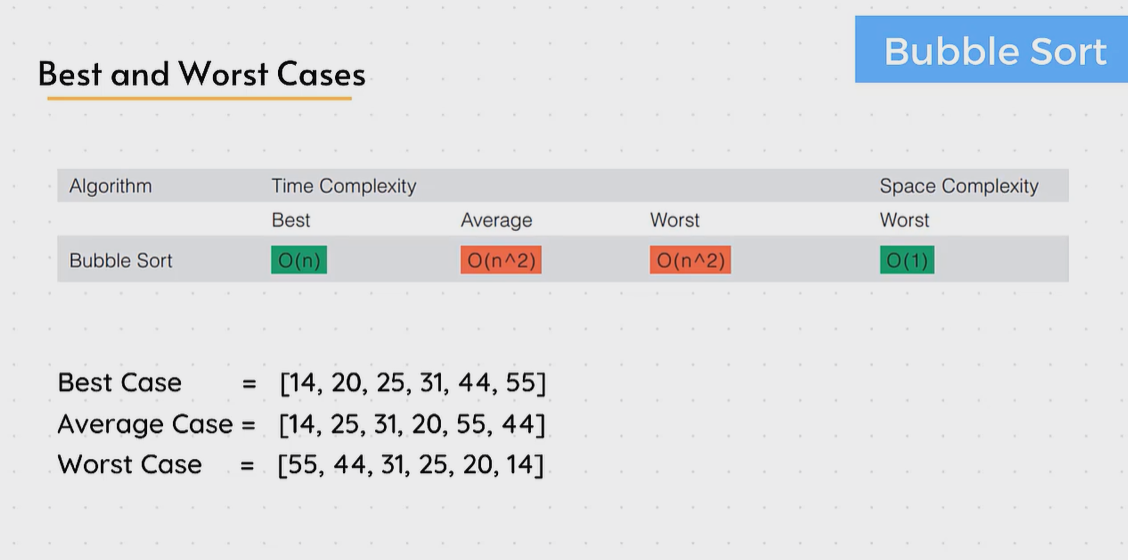 Bubble Sort
Best and Worst Cases
Algorithm Time Complexity Space Complexity
Best Average Worst Worst
Bubble Sort O(n) O(n^2) O(n^2) O(1)
Best Case = [14, 20, 25, 31, 44, 55]
Average Case = [14, 25, 31, 20, 55, 44]
Worst Case = [55, 44, 31, 25, 20, 14]